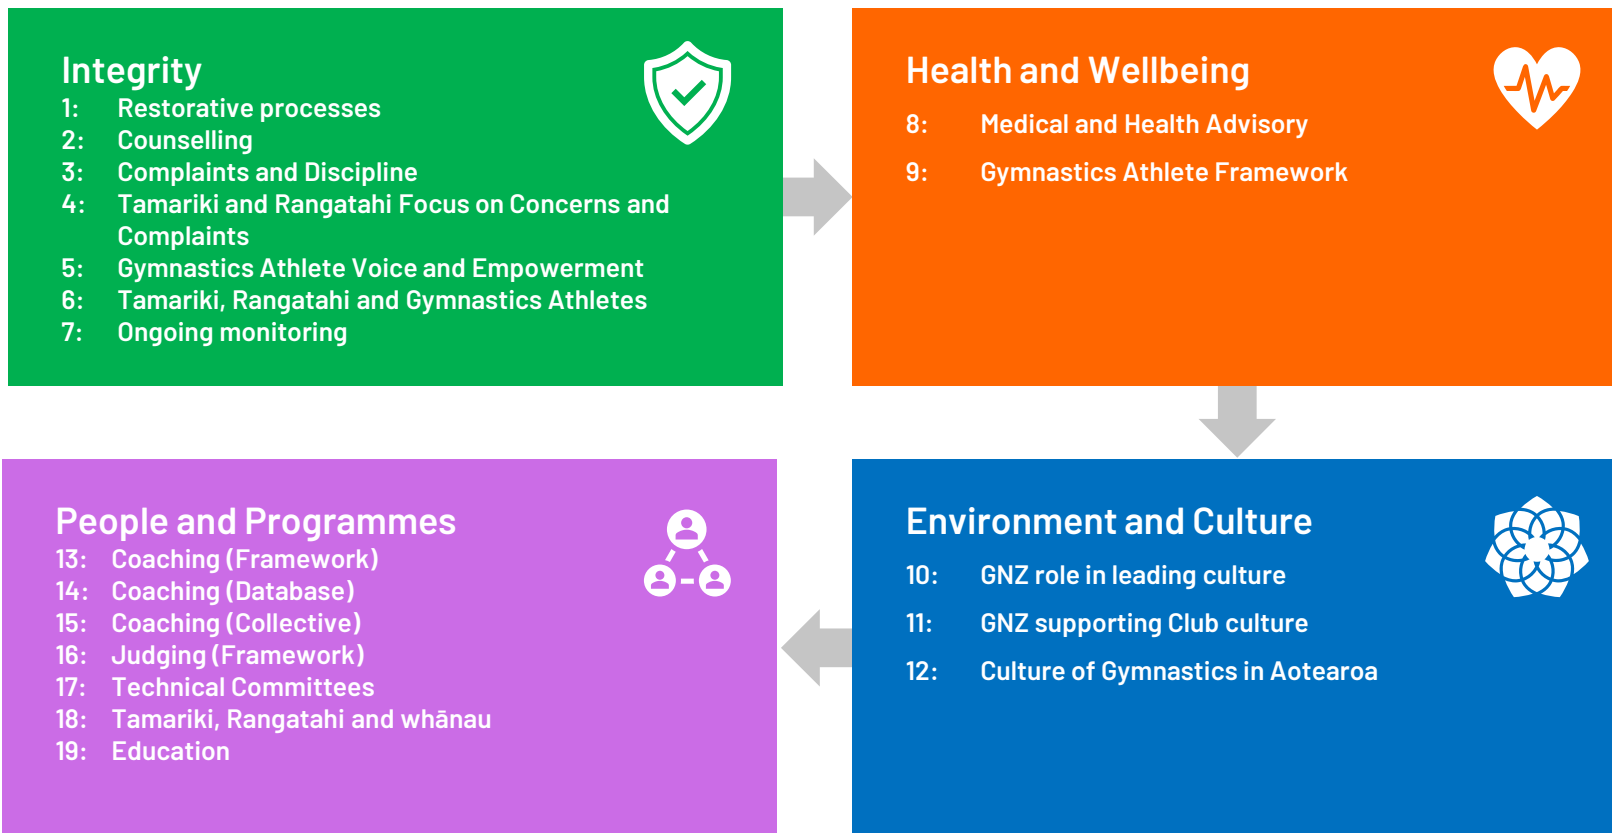 Integrity
1: Restorative processes
2: Counselling
3: Complaints and Discipline
4: Tamariki and Rangatahi Focus on Concerns and
Complaints
5: Gymnastics Athlete Voice and Empowerment
6: Tamariki, Rangatahi and Gymnastics Athletes
7: Ongoing monitoring
Health and Wellbeing
8: Medical and Health Advisory
9: Gymnastics Athlete Framework
Environment and Culture
10: GNZ role in leading culture
11: GNZ supporting Club culture
12: Culture of Gymnastics in Aotearoa
People and Programmes
13: Coaching (Framework)
14: Coaching (Database)
15: Coaching (Collective)
16: Judging (Framework)
17: Technical Committees
18: Tamariki, Rangatahi and whānau
19: Education